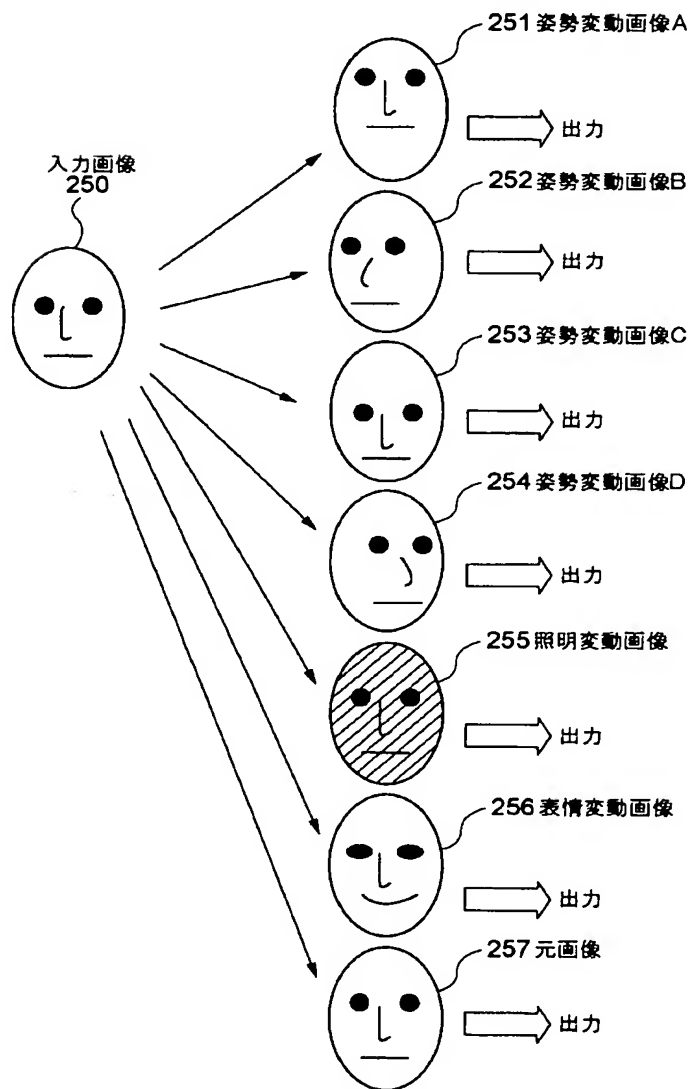 251 姿勢変動画像A
出力
入力画像
250
252 姿勢変動画像B
出力
253 姿勢変動画像C
出力
254 姿勢変動画像D
出力
255 照明変動画像
出力
256 表情変動画像
出力
257 元画像
出力